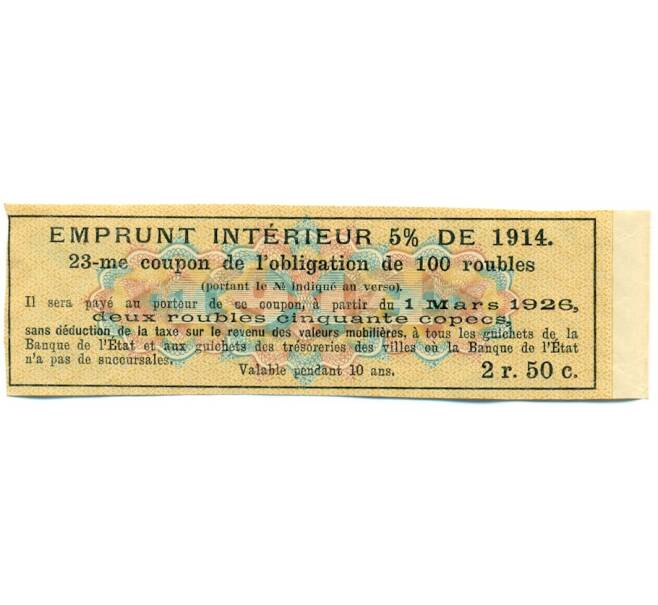 EMPRUNT INTÉRIEUR 5% DE 1914.
23-me coupon de l'obligation de 100 roubles
(portant le № indiqué au verso).
Il sera payé au porteur de ce coupon, à partir du 1 Mars 1926,
deux roubles cinquante copecs,
sans déduction de la taxe sur le revenu des valeurs mobilières, à tous les guichets de la
Banque de l'État et aux guichets des trésoreries des villes ou la Banque de l'État
n'a pas de succursales.
Valable pendant 10 ans.
2 r. 50 c.